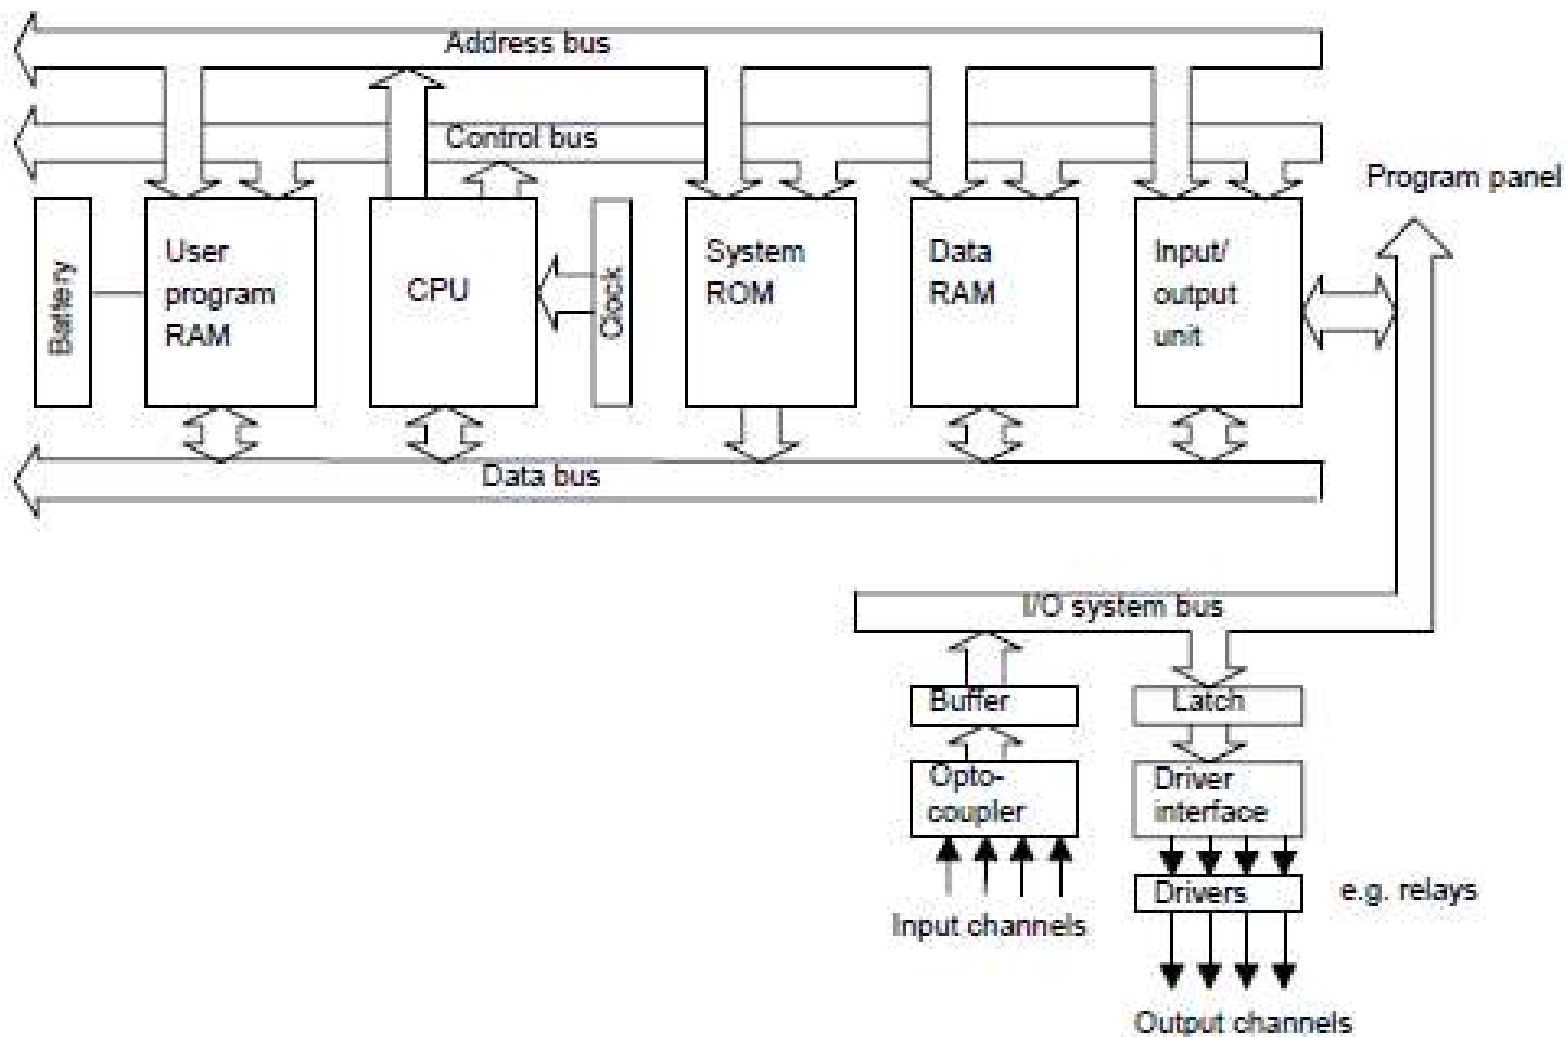 Address bus
Control bus
Program panel
Battery
User
program
RAM
CPU
Clock
System
ROM
Data
RAM
Input/
output
unit
Data bus
I/O system bus
Buffer
Latch
Opto-
coupler
Driver
interface
Drivers
e.g. relays
Input channels
Output channels